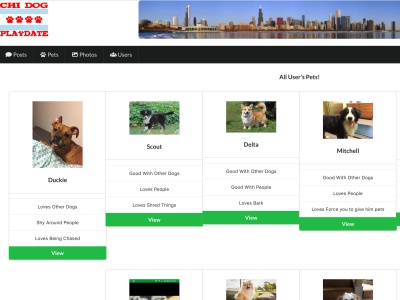 CHI DOG
PLAYDATE
Posts
Pets
Photos
Users
All User's Pets!
Duckie
Loves Other Dogs
Shy Around People
Loves Being Chased
View
Scout
Good With Other Dogs
Loves People
Loves Shred Things
View
Delta
Good With Other Dogs
Good With People
Loves Bark
View
Mitchell
Good With Other Dogs
Loves People
Loves Force you to give him pets
View